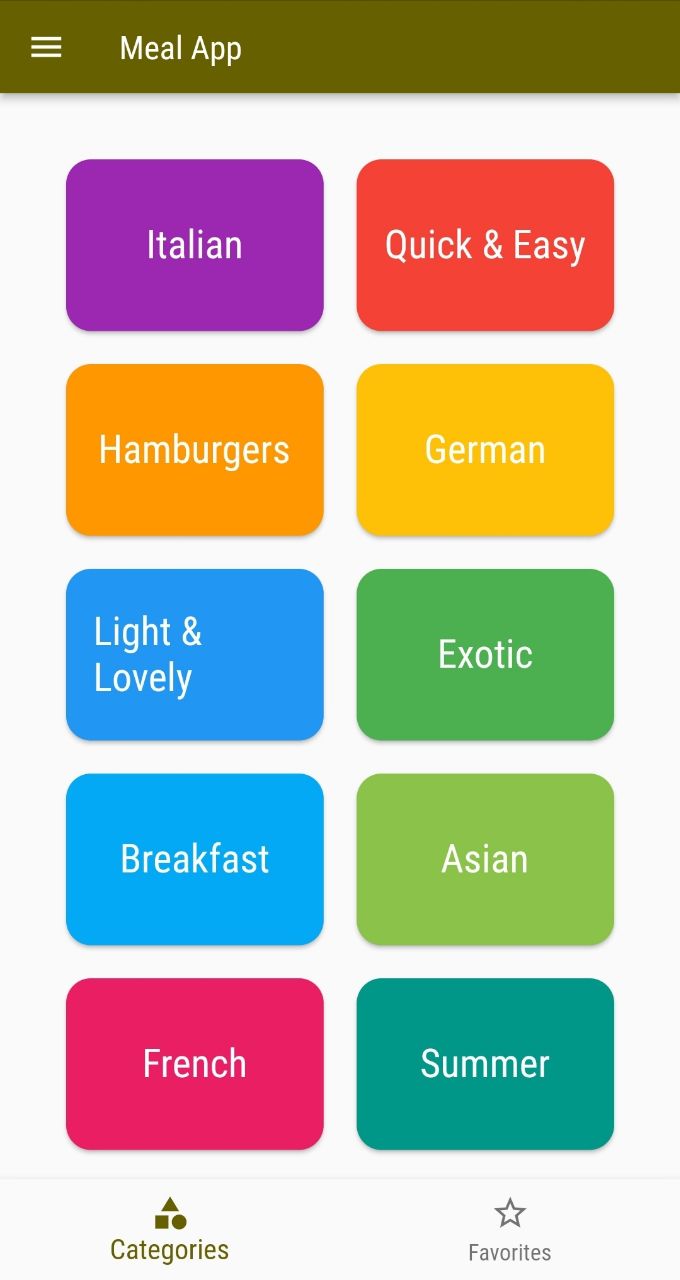 Meal App
Italian
Quick & Easy
Hamburgers
German
Light &
Lovely
Exotic
Breakfast
Asian
French
Summer
Categories
Favorites